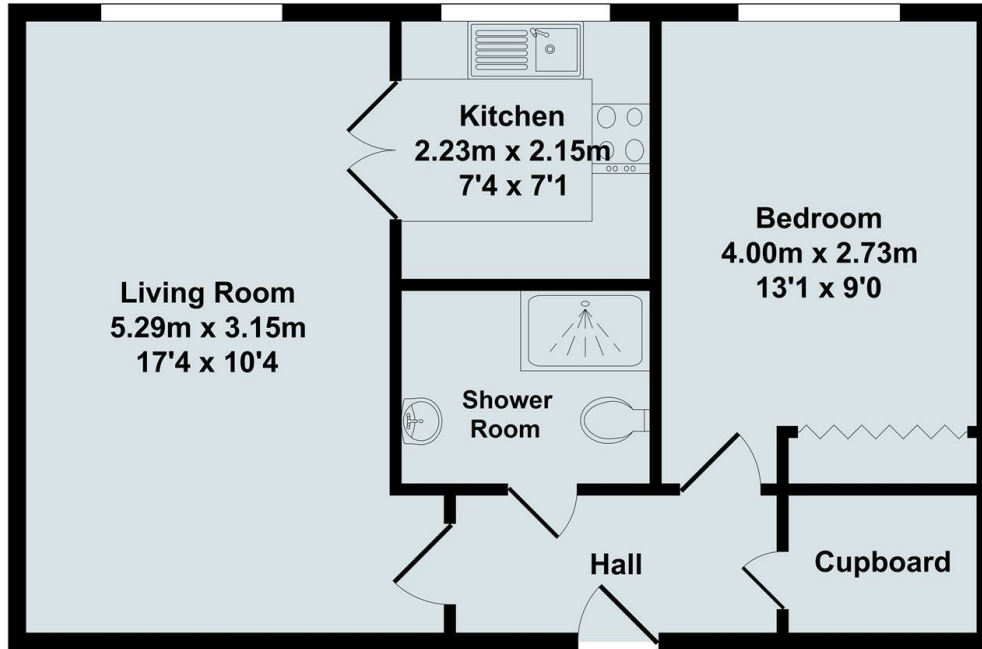 Kitchen
2.23m x 2.15m
7'4 x 7'1
Bedroom
4.00m x 2.73m
13'1 x 9'0
Living Room
5.29m x 3.15m
17'4 x 10'4
Shower
Room
Hall
Cupboard